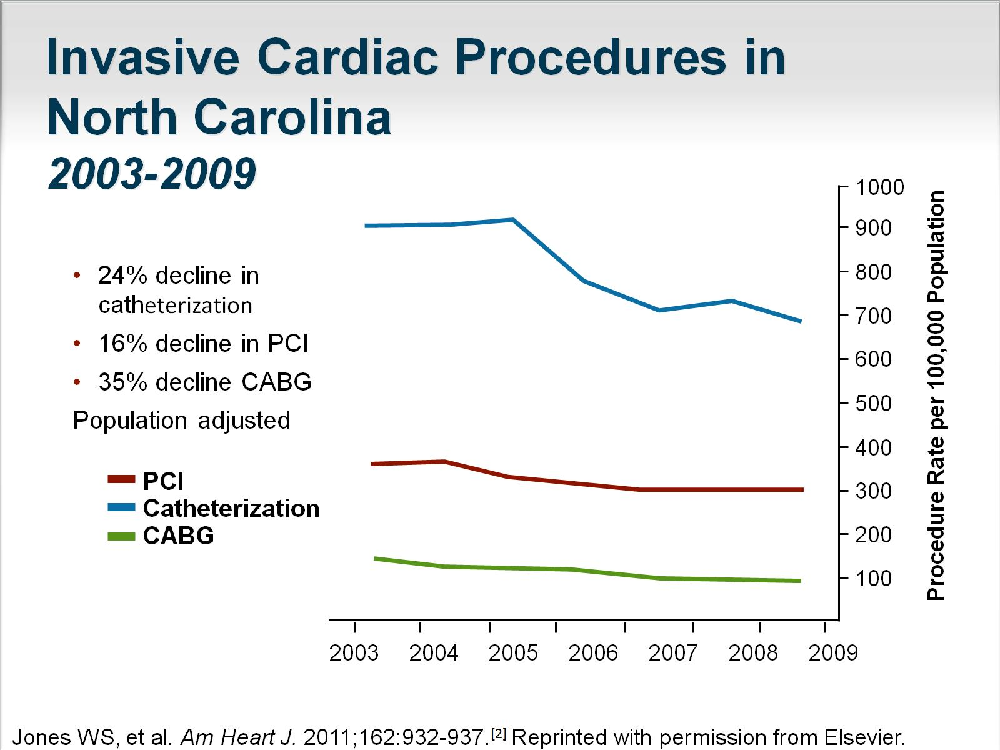 Invasive Cardiac Procedures in
North Carolina
2003-2009
• 24% decline in
catheterization
• 16% decline in PCI
• 35% decline CABG
Population adjusted
PCI
Catheterization
CABG
1000
900
800
700
600
500
400
300
200
100
Procedure Rate per 100,000 Population
2003 2004 2005 2006 2007 2008 2009
Jones WS, et al. Am Heart J. 2011;162:932-937.[2] Reprinted with permission from Elsevier.